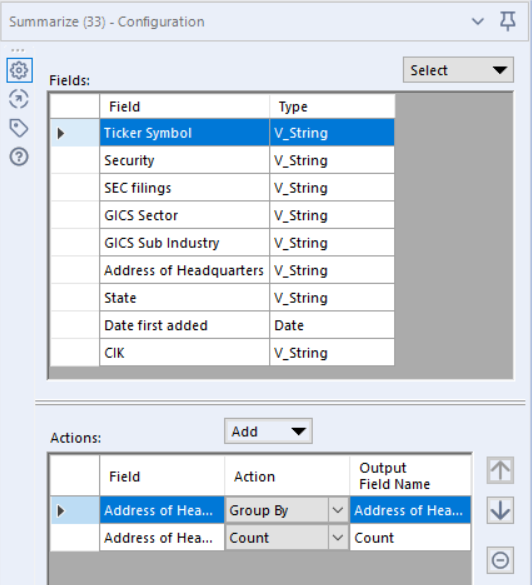 Summarize (33) - Configuration
Select
Fields:
Field Type
Ticker Symbol V_String
Security V_String
SEC filings V_String
GICS Sector V_String
GICS Sub Industry V_String
Address of Headquarters V_String
State V_String
Date first added Date
CIK V_String
Add
Actions:
Field Action Output Field Name
Address of Hea... Group By Address of Hea...
Address of Hea... Count Count